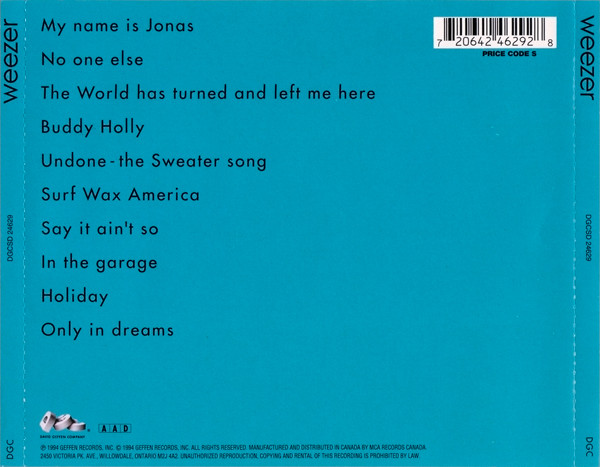 weezer
DGCSD 24629
DGC
My name is Jonas
No one else
The World has turned and left me here
Buddy Holly
Undone - the Sweater song
Surf Wax America
Say it ain't so
In the garage
Holiday
Only in dreams
7 20642 46292 8
PRICE CODE S
DAVID GEFFEN COMPANY
AAD
℗ 1994 GEFFEN RECORDS, INC. © 1994 GEFFEN RECORDS, INC. ALL RIGHTS RESERVED. MANUFACTURED AND DISTRIBUTED IN CANADA BY MCA RECORDS CANADA.
2450 VICTORIA PK. AVE., WILLOWDALE, ONTARIO M2J 4A2. UNAUTHORIZED REPRODUCTION, COPYING AND RENTAL OF THIS RECORDING IS PROHIBITED BY LAW.
weezer
DGCSD 24629
DGC